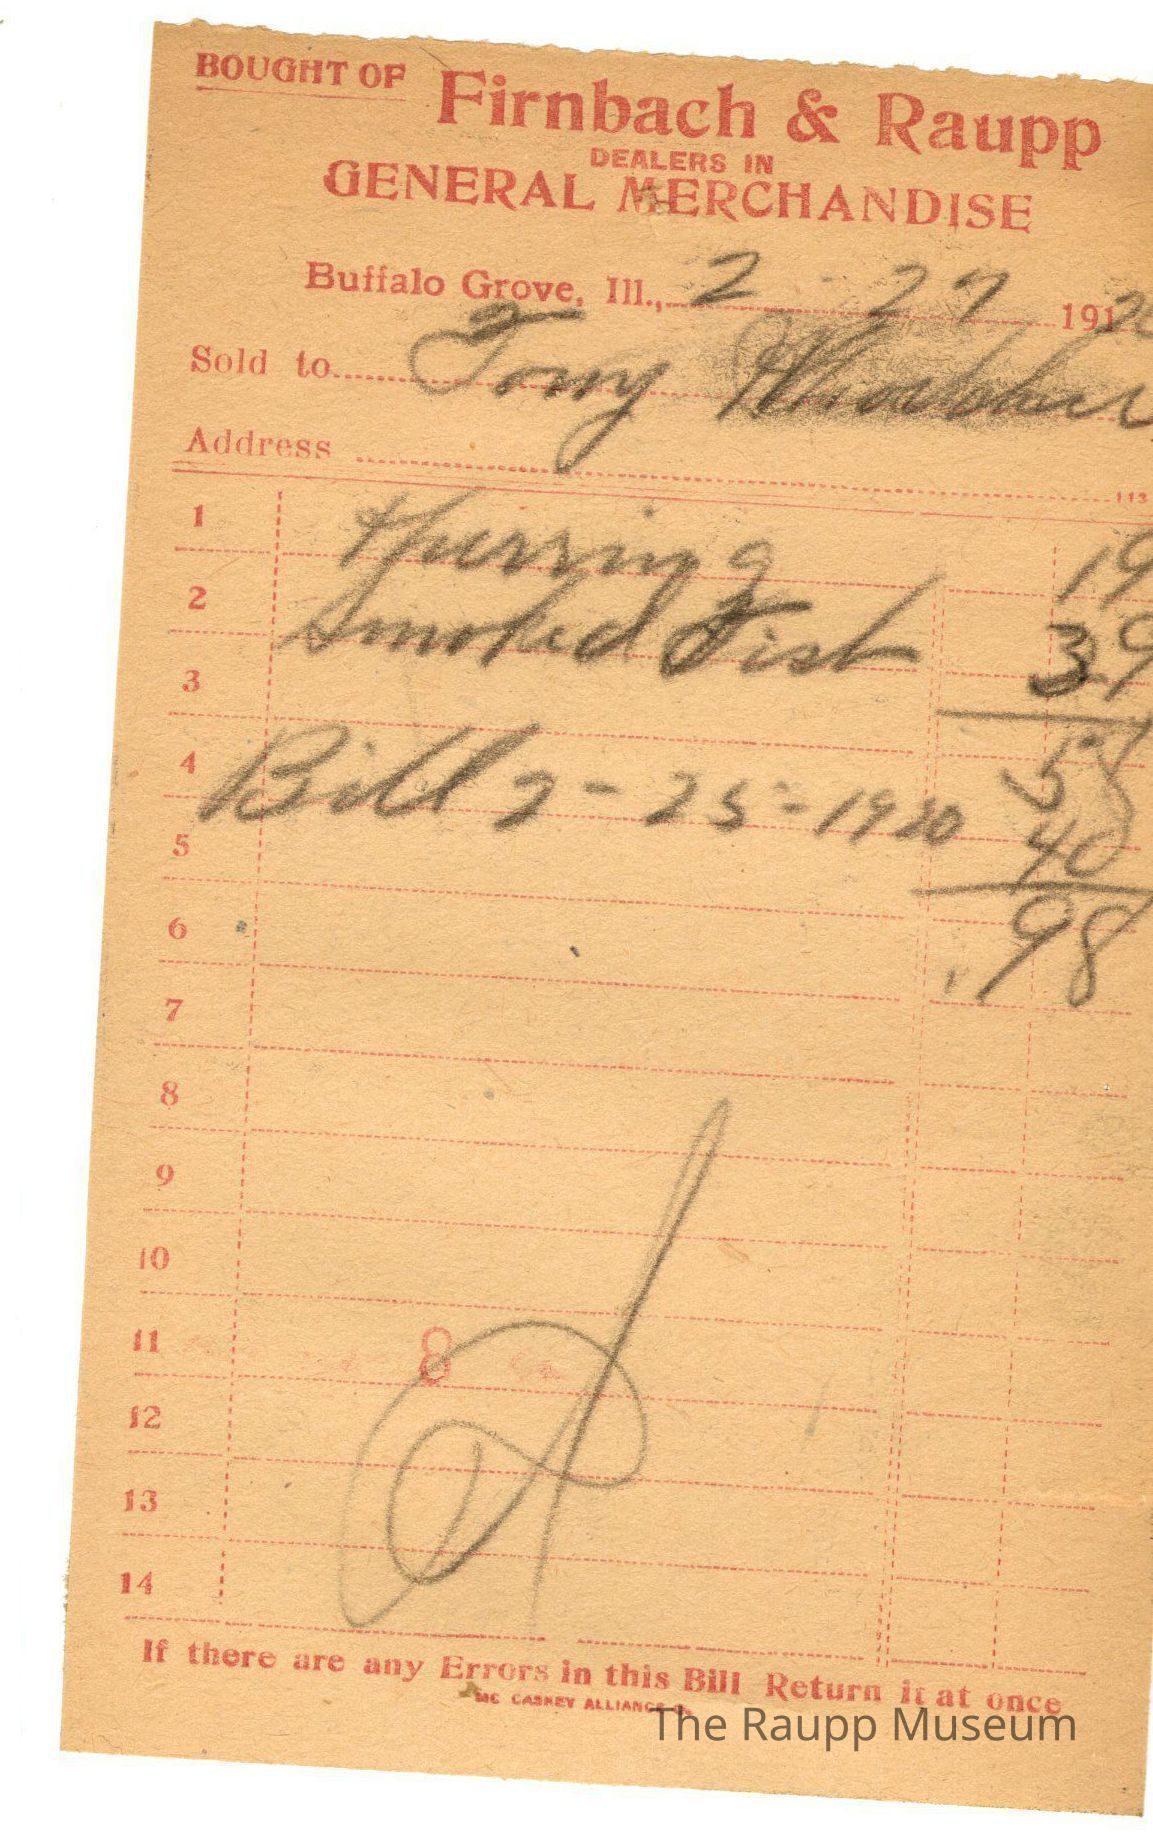 BOUGHT OF Firnbach & Raupp
DEALERS IN
GENERAL MERCHANDISE
Buffalo Grove, Ill., 2 - 27 191 20
Sold to Tony
Address
113
1 Herring 19
2 Smoked Fish 39
3
4 58
Bill 2-25-1920 40
5
6 .98
7
8
9
10
11 8
12
13
14
If there are any Errors in this Bill Return it at once
MC CASKEY ALLIANCE O.
The Raupp Museum